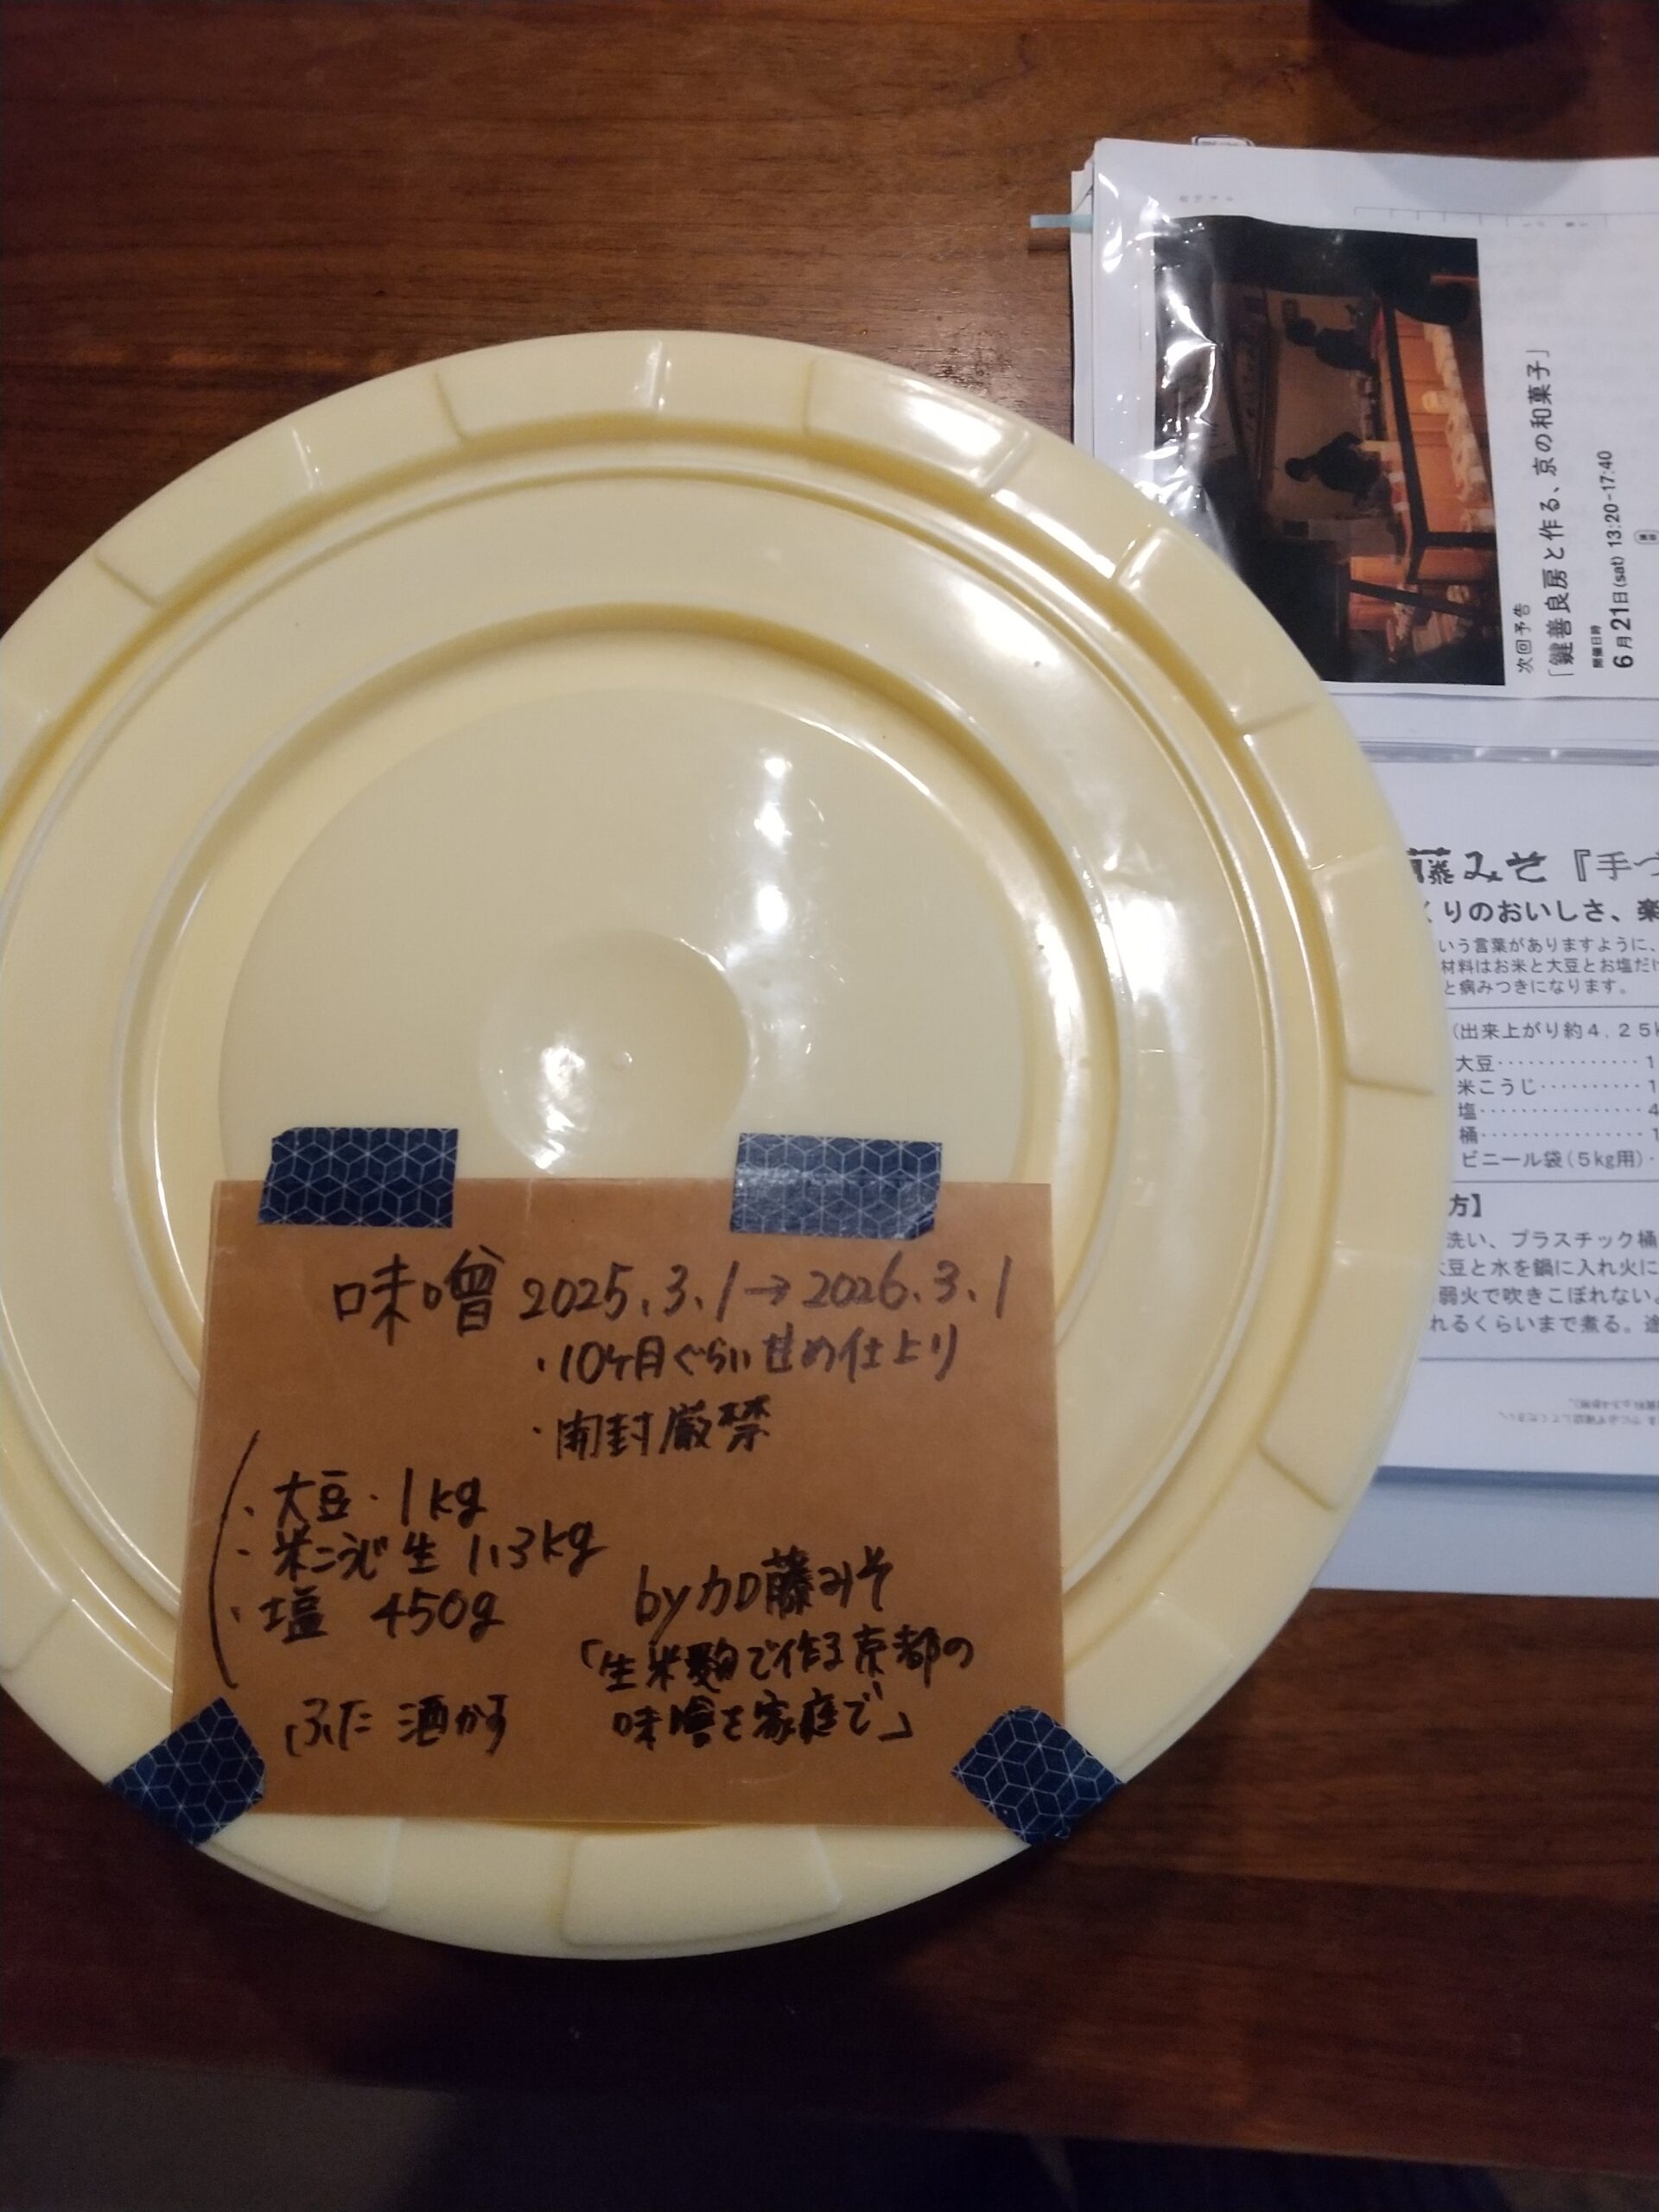 味噌 2025.3.1→2026.3.1
・10ヶ月ぐらい甘め仕上り
・開封厳禁
・大豆・1kg
・米こうじ 生 1.3kg
・塩 450g
ふた 酒かす
by加藤みそ
「生米麹で作る京都の
味噌を家庭で」
次回予告
「鍵善良房と作る、京の和菓子」
開催日時
6月21日(sat) 13:20-17:40
藤みそ『手づ
くりのおいしさ、楽
いう言葉がありますように、
材料はお米と大豆とお塩だけ
と病みつきになります。
(出来上がり約4.25k
大豆・・・・・・・・・・・・・・1
米こうじ・・・・・・・・・・1
塩・・・・・・・・・・・・・・・・4
桶・・・・・・・・・・・・・・・・1
ビニール袋(5kg用)・
方】
洗い、プラスチック桶
大豆と水を鍋に入れ火に
弱火で吹きこぼれない
れるくらいまで煮る。途